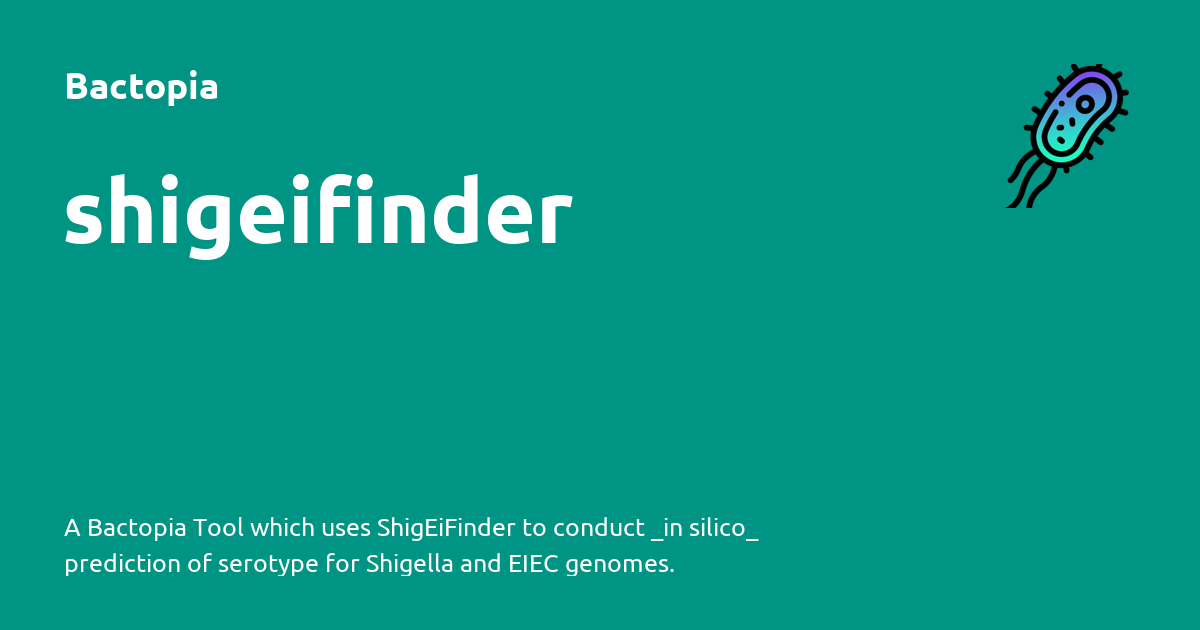 Bactopia
shigeifinder
A Bactopia Tool which uses ShigEiFinder to conduct _in silico_
prediction of serotype for Shigella and EIEC genomes.